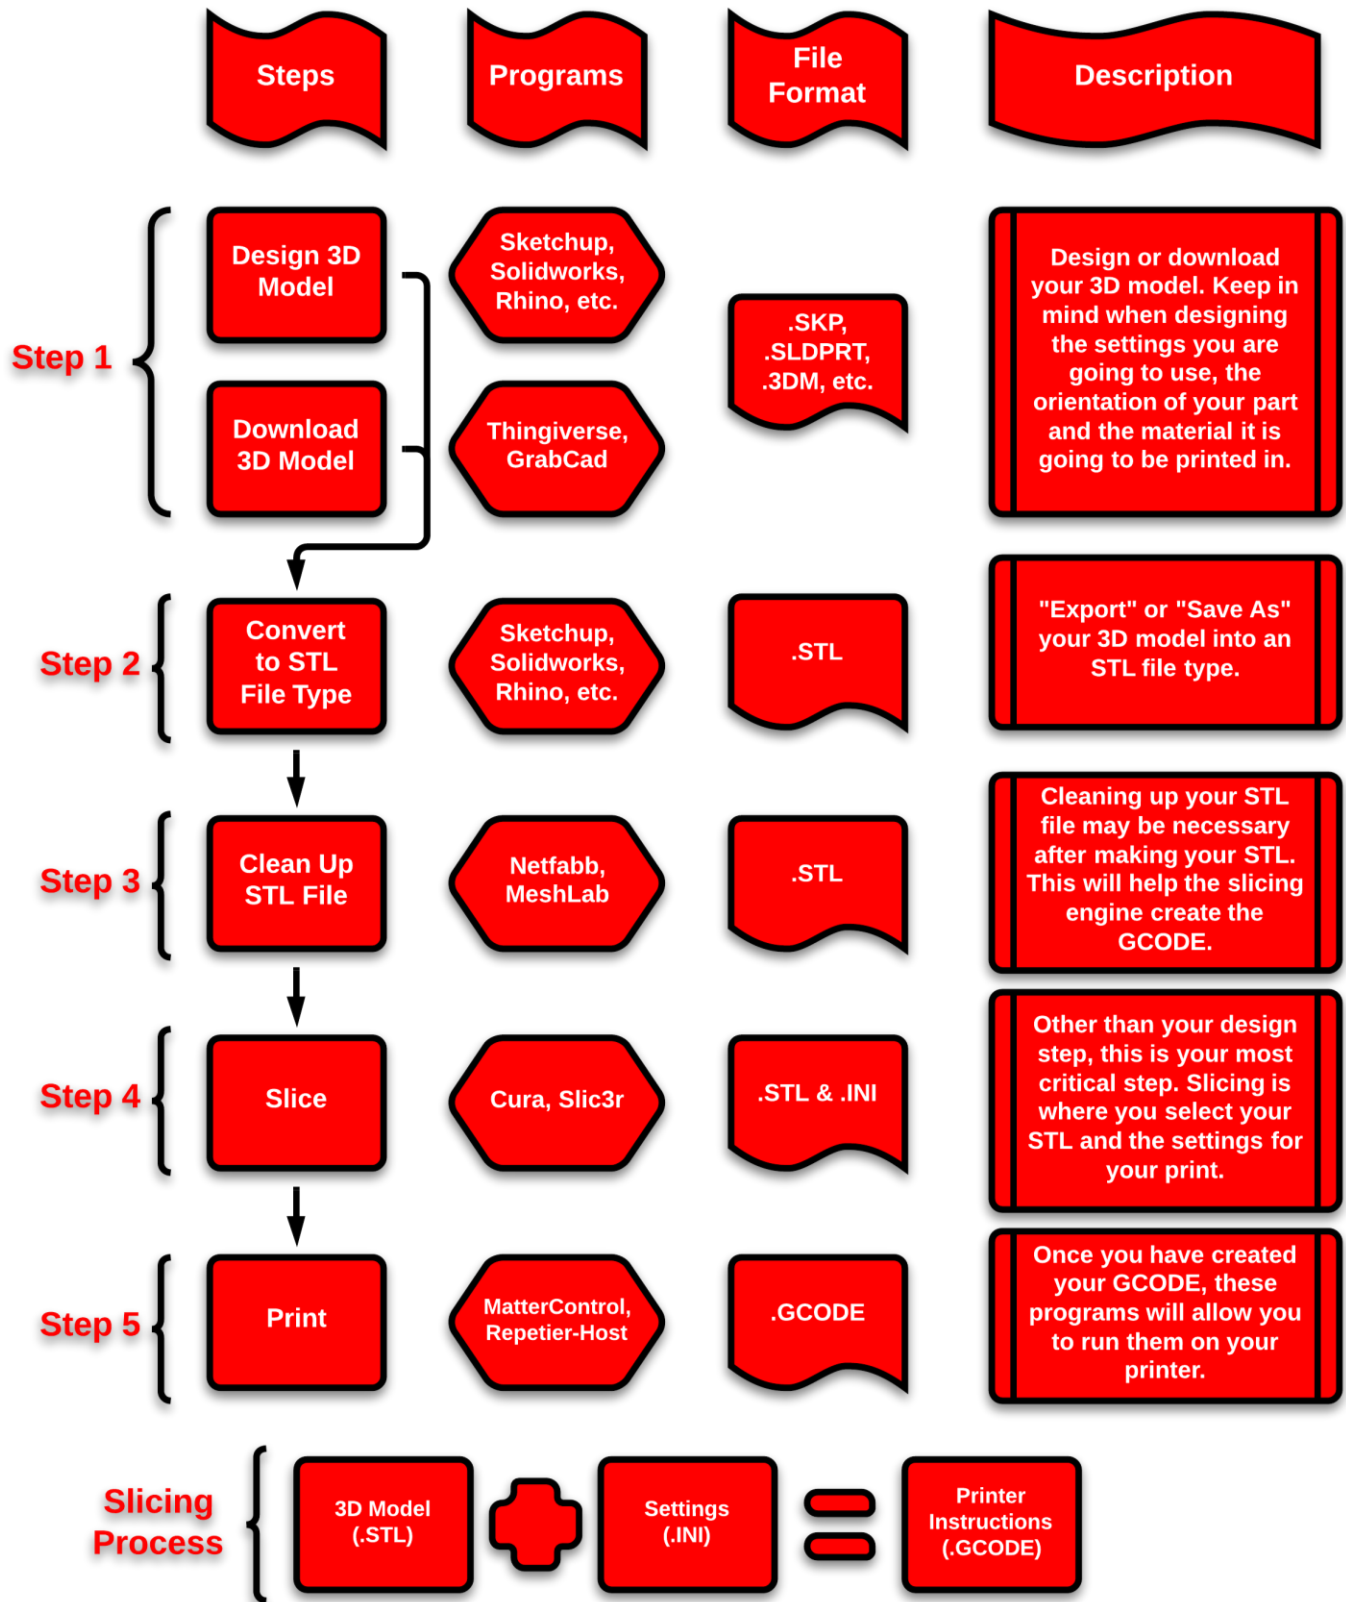 Steps
Programs
File
Format
Description
Step 1
Design 3D
Model
Sketchup,
Solidworks,
Rhino, etc.
Download
3D Model
Thingiverse,
GrabCad
.SKP,
.SLDPRT,
.3DM, etc.
Design or download
your 3D model. Keep in
mind when designing
the settings you are
going to use, the
orientation of your part
and the material it is
going to be printed in.
Step 2
Convert
to STL
File Type
Sketchup,
Solidworks,
Rhino, etc.
.STL
"Export" or "Save As"
your 3D model into an
STL file type.
Step 3
Clean Up
STL File
Netfabb,
MeshLab
.STL
Cleaning up your STL
file may be necessary
after making your STL.
This will help the slicing
engine create the
GCODE.
Step 4
Slice
Cura, Slic3r
.STL & .INI
Other than your design
step, this is your most
critical step. Slicing is
where you select your
STL and the settings for
your print.
Step 5
Print
MatterControl,
Repetier-Host
.GCODE
Once you have created
your GCODE, these
programs will allow you
to run them on your
printer.
Slicing
Process
3D Model
(.STL)
Settings
(.INI)
Printer
Instructions
(.GCODE)